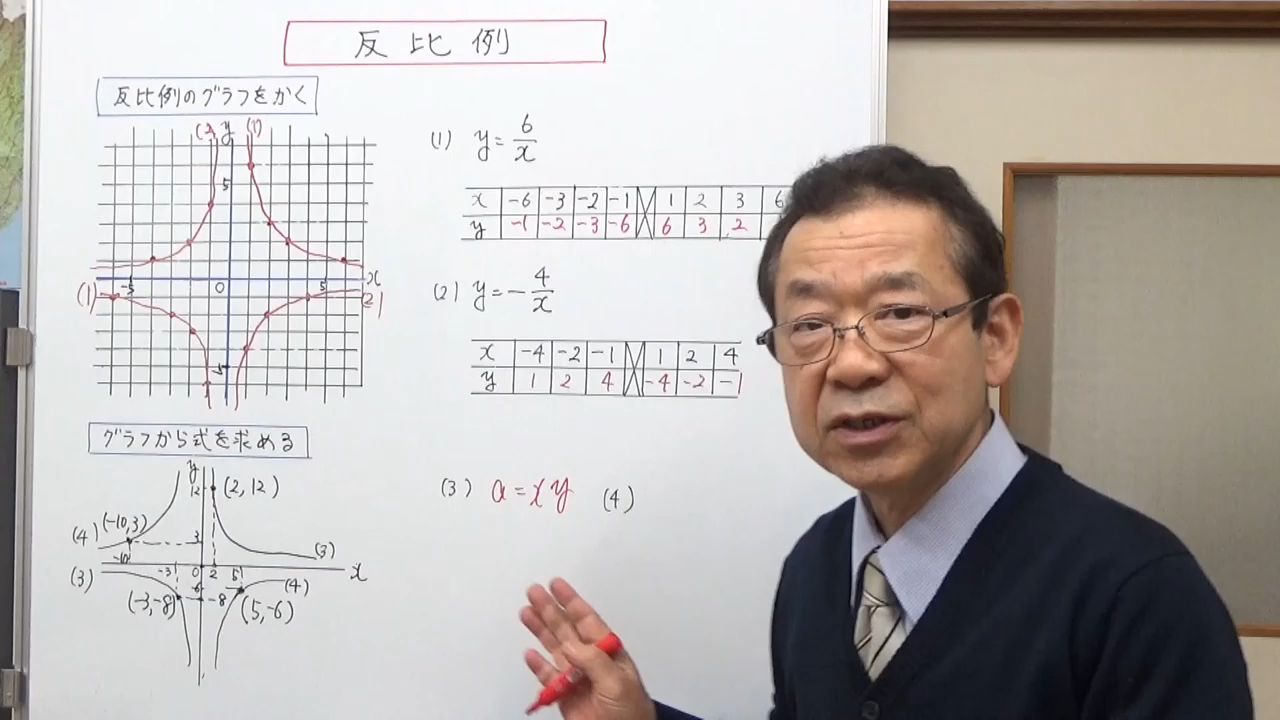 反比例
反比例のグラフをかく
(2) y (1)
5
(1) -5 0 5 x (2)
-5
(1) y = 6/x
x -6 -3 -2 -1 1 2 3 6
y -1 -2 -3 -6 6 3 2
(2) y = - 4/x
x -4 -2 -1 1 2 4
y 1 2 4 -4 -2 -1
グラフから式を求める
y
12 (2, 12)
(4) (-10, 3) 3 (3)
-10
(3) -3 0 2 5 x
-6 (4)
(-3, -8) -8 (5, -6)
(3) a = xy (4)